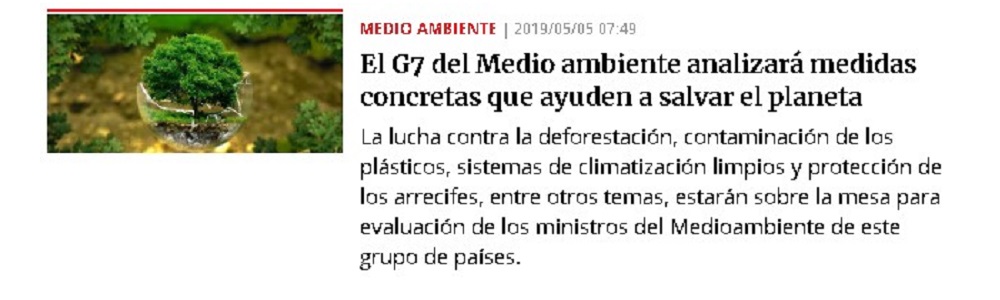 MEDIO AMBIENTE | 2019/05/05 07:49
El G7 del Medio ambiente analizará medidas
concretas que ayuden a salvar el planeta
La lucha contra la deforestación, contaminación de los
plásticos, sistemas de climatización limpios y protección de
los arrecifes, entre otros temas, estarán sobre la mesa para
evaluación de los ministros del Medioambiente de este
grupo de países.